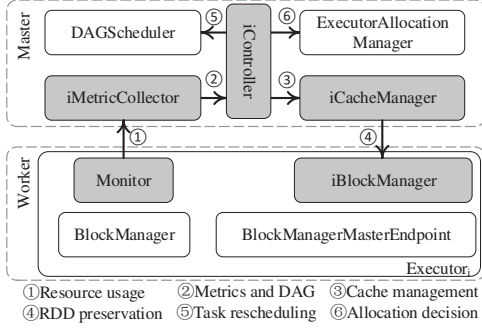 Master
DAGScheduler
⑤
iController
⑥
ExecutorAllocation
Manager
iMetricCollector
②
③
iCacheManager
①
④
Worker
Monitor
iBlockManager
BlockManager
BlockManagerMasterEndpoint
Executorᵢ
①Resource usage ②Metrics and DAG ③Cache management
④RDD preservation ⑤Task rescheduling ⑥Allocation decision